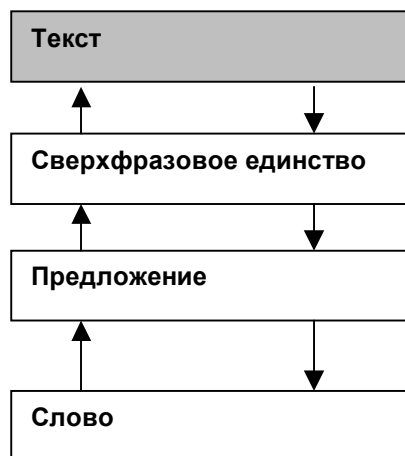 Текст
Сверхфразовое единство
Предложение
Слово